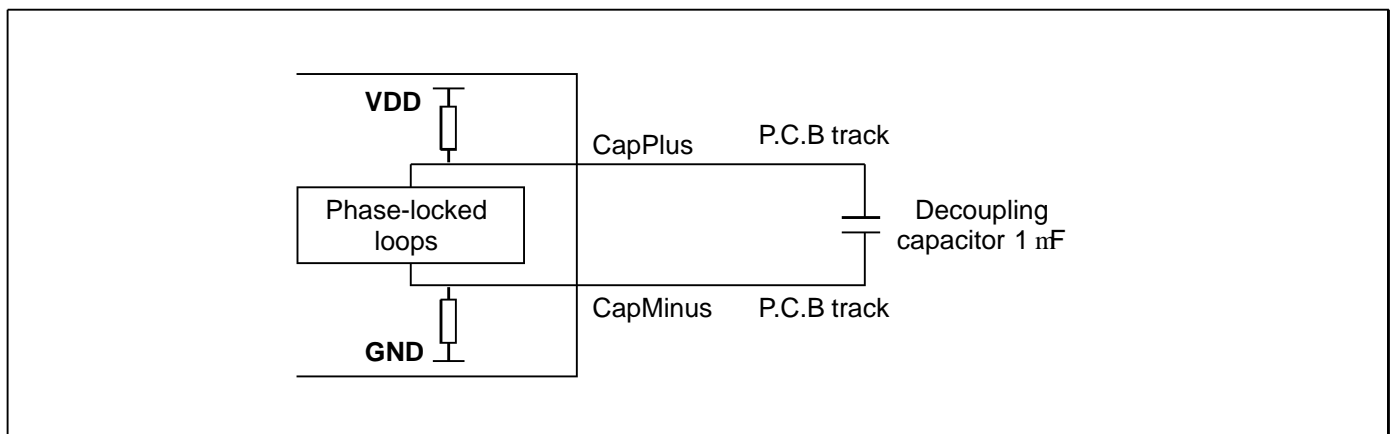 VDD
CapPlus
P.C.B track
Phase-locked
loops
Decoupling
capacitor 1 mF
CapMinus
P.C.B track
GND